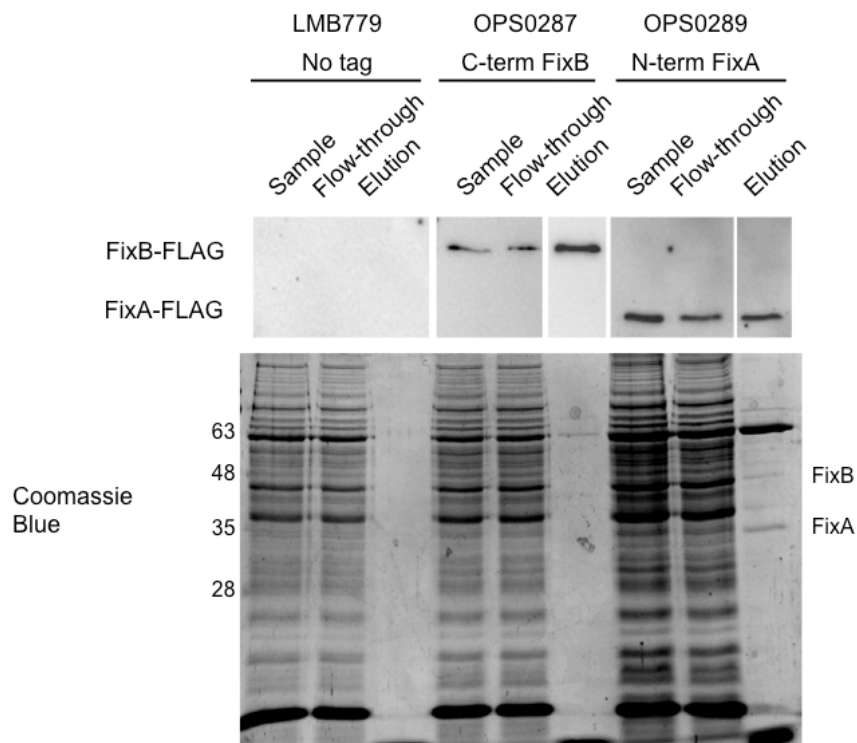 LMB779 OPS0287 OPS0289
No tag C-term FixB N-term FixA
Sample Flow-through Elution Sample Flow-through Elution Sample Flow-through Elution
FixB-FLAG
FixA-FLAG
63
48 FixB
Coomassie
Blue
35 FixA
28